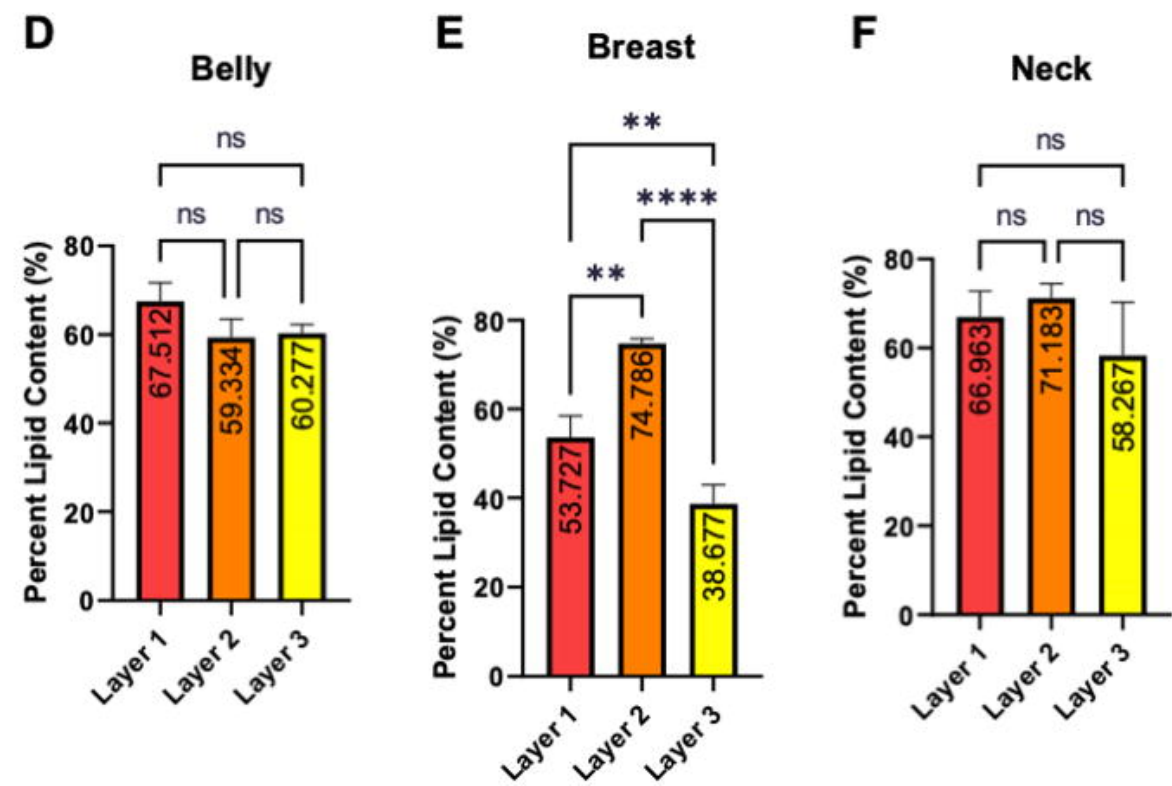 D
Belly
ns
ns ns
Percent Lipid Content (%)
80
60
40
20
0
67.512
59.334
60.277
Layer 1
Layer 2
Layer 3
E
Breast
**
****
**
Percent Lipid Content (%)
80
60
40
20
0
53.727
74.786
38.677
Layer 1
Layer 2
Layer 3
F
Neck
ns
ns ns
Percent Lipid Content (%)
80
60
40
20
0
66.963
71.183
58.267
Layer 1
Layer 2
Layer 3